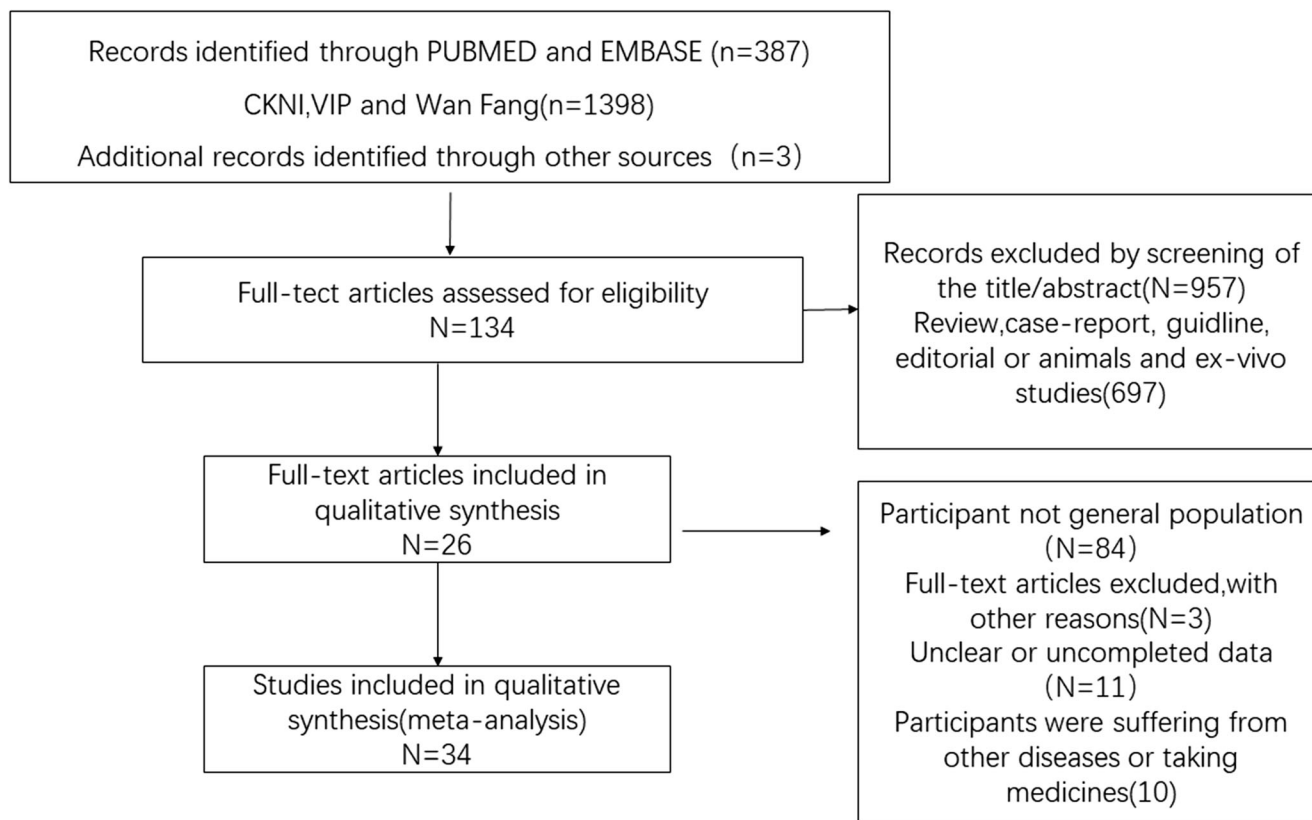 Records identified through PUBMED and EMBASE (n=387)
CKNI,VIP and Wan Fang(n=1398)
Additional records identified through other sources（n=3）
Full-tect articles assessed for eligibility
N=134
Records excluded by screening of
the title/abstract(N=957)
Review,case-report, guidline,
editorial or animals and ex-vivo
studies(697)
Full-text articles included in
qualitative synthesis
N=26
Participant not general population
（N=84)
Full-text articles excluded,with
other reasons(N=3)
Unclear or uncompleted data
（N=11）
Participants were suffering from
other diseases or taking
medicines(10)
Studies included in qualitative
synthesis(meta-analysis)
N=34